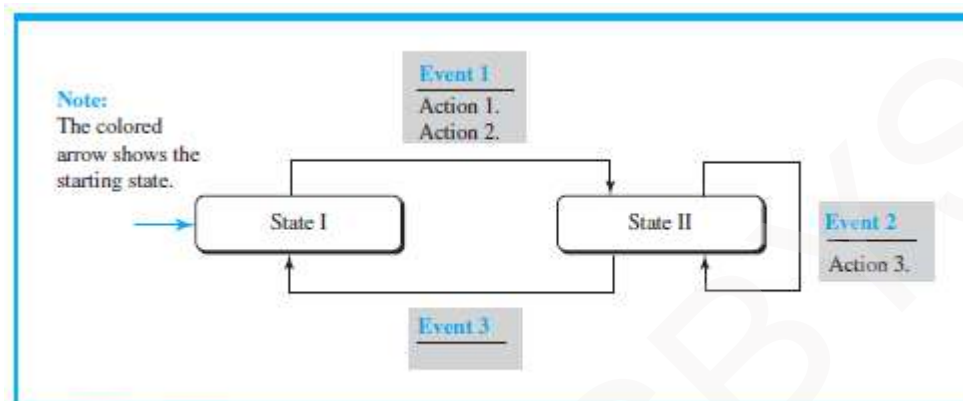 Event 1
Action 1.
Action 2.
Note:
The colored
arrow shows the
starting state.
State I
State II
Event 2
Action 3.
Event 3